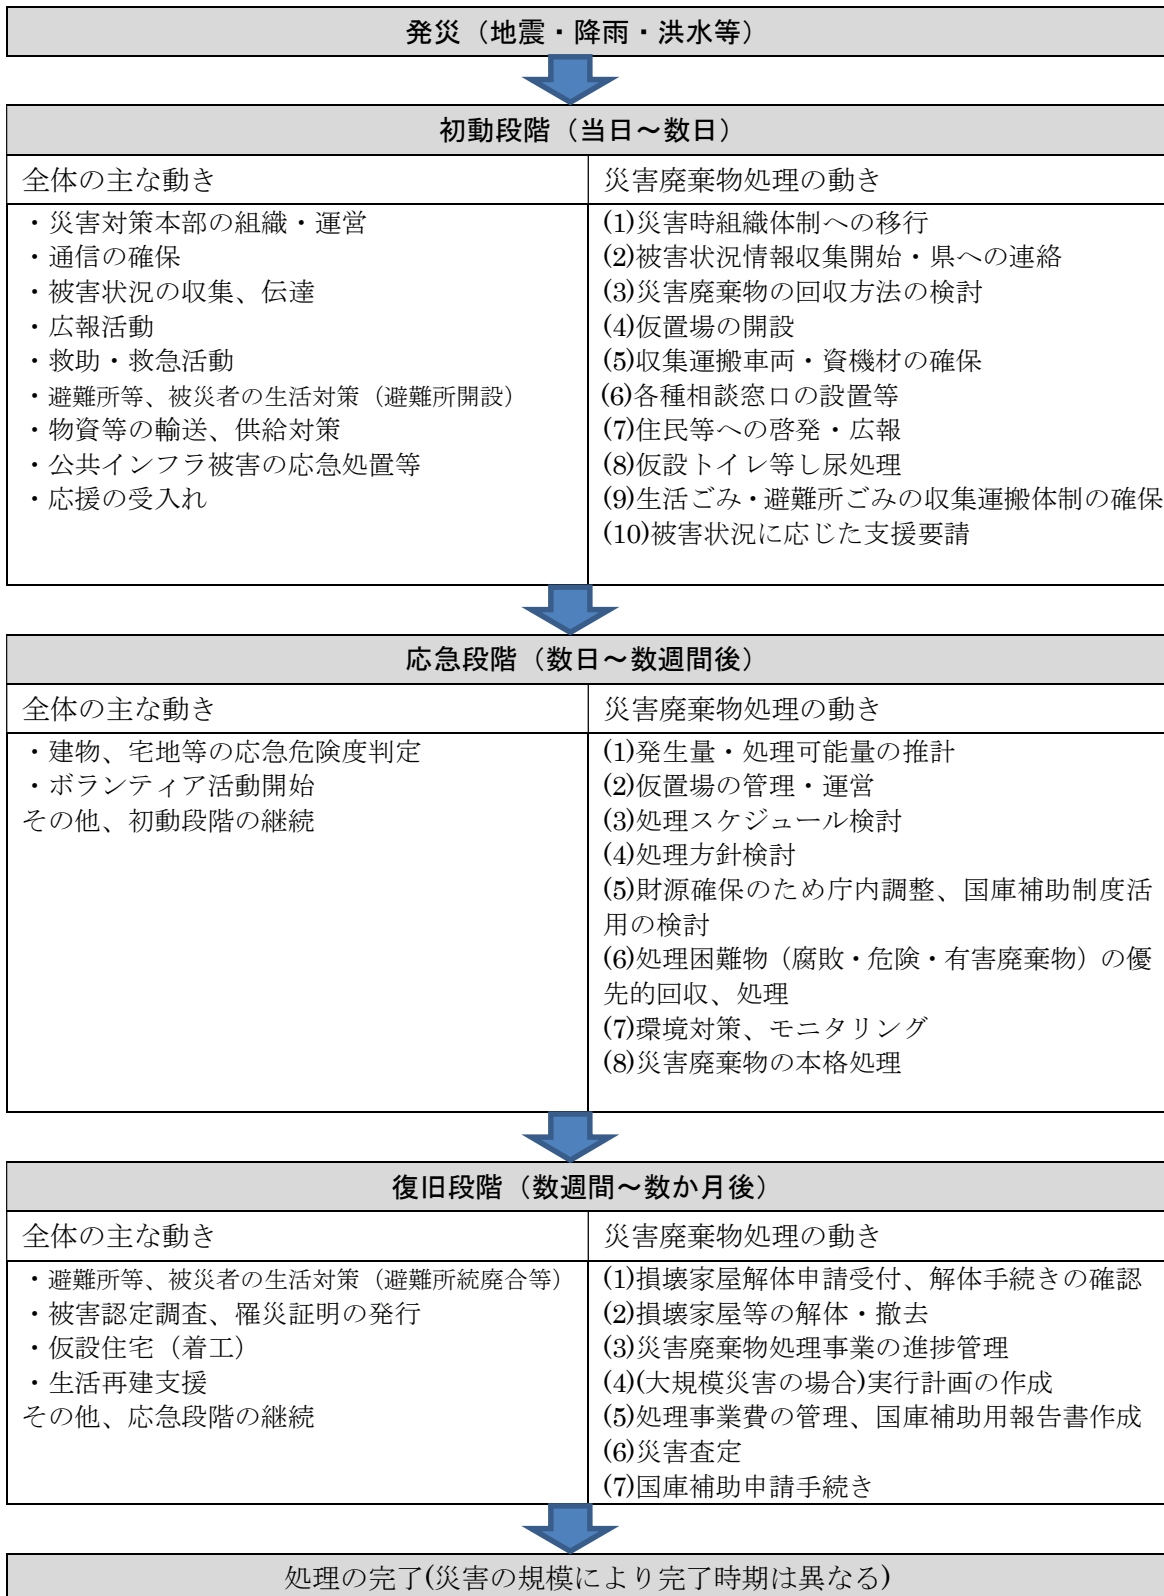 発災（地震・降雨・洪水等）
初動段階（当日～数日）
全体の主な動き
・災害対策本部の組織・運営
・通信の確保
・被害状況の収集、伝達
・広報活動
・救助・救急活動
・避難所等、被災者の生活対策（避難所開設）
・物資等の輸送、供給対策
・公共インフラ被害の応急処置等
・応援の受入れ
災害廃棄物処理の動き
(1)災害時組織体制への移行
(2)被害状況情報収集開始・県への連絡
(3)災害廃棄物の回収方法の検討
(4)仮置場の開設
(5)収集運搬車両・資機材の確保
(6)各種相談窓口の設置等
(7)住民等への啓発・広報
(8)仮設トイレ等し尿処理
(9)生活ごみ・避難所ごみの収集運搬体制の確保
(10)被害状況に応じた支援要請
応急段階（数日～数週間後）
全体の主な動き
・建物、宅地等の応急危険度判定
・ボランティア活動開始
その他、初動段階の継続
災害廃棄物処理の動き
(1)発生量・処理可能量の推計
(2)仮置場の管理・運営
(3)処理スケジュール検討
(4)処理方針検討
(5)財源確保のため庁内調整、国庫補助制度活
用の検討
(6)処理困難物（腐敗・危険・有害廃棄物）の優
先的回収、処理
(7)環境対策、モニタリング
(8)災害廃棄物の本格処理
復旧段階（数週間～数か月後）
全体の主な動き
・避難所等、被災者の生活対策（避難所統廃合等）
・被害認定調査、罹災証明の発行
・仮設住宅（着工）
・生活再建支援
その他、応急段階の継続
災害廃棄物処理の動き
(1)損壊家屋解体申請受付、解体手続きの確認
(2)損壊家屋等の解体・撤去
(3)災害廃棄物処理事業の進捗管理
(4)(大規模災害の場合)実行計画の作成
(5)処理事業費の管理、国庫補助用報告書作成
(6)災害査定
(7)国庫補助申請手続き
処理の完了(災害の規模により完了時期は異なる)